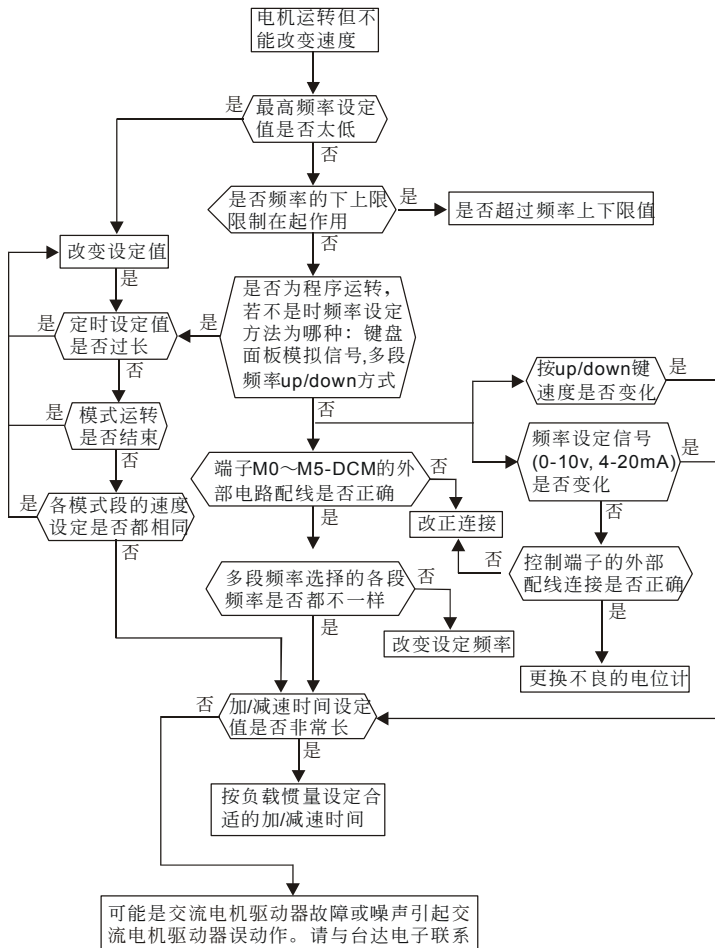 电机运转但不
能改变速度
是
最高频率设定
值是否太低
否
是否频率的下上限
限制在起作用
是
是否超过频率上下限值
否
改变设定值
是
是否为程序运转，
若不是时频率设定
方法为哪种：键盘
面板模拟信号,多段
频率up/down方式
是
定时设定值
是否过长
是
否
否
按up/down键
速度是否变化
是
是
模式运转
是否结束
否
频率设定信号
(0-10v, 4-20mA)
是否变化
是
否
端子M0～M5-DCM的外
部电路配线是否正确
否
是
改正连接
是
各模式段的速度
设定是否都相同
否
否
控制端子的外部
配线连接是否正确
是
更换不良的电位计
多段频率选择的各段
频率是否都不一样
否
是
改变设定频率
否
加/减速时间设定
值是否非常长
是
按负载惯量设定合
适的加/减速时间
可能是交流电机驱动器故障或噪声引起交
流电机驱动器误动作。请与台达电子联系